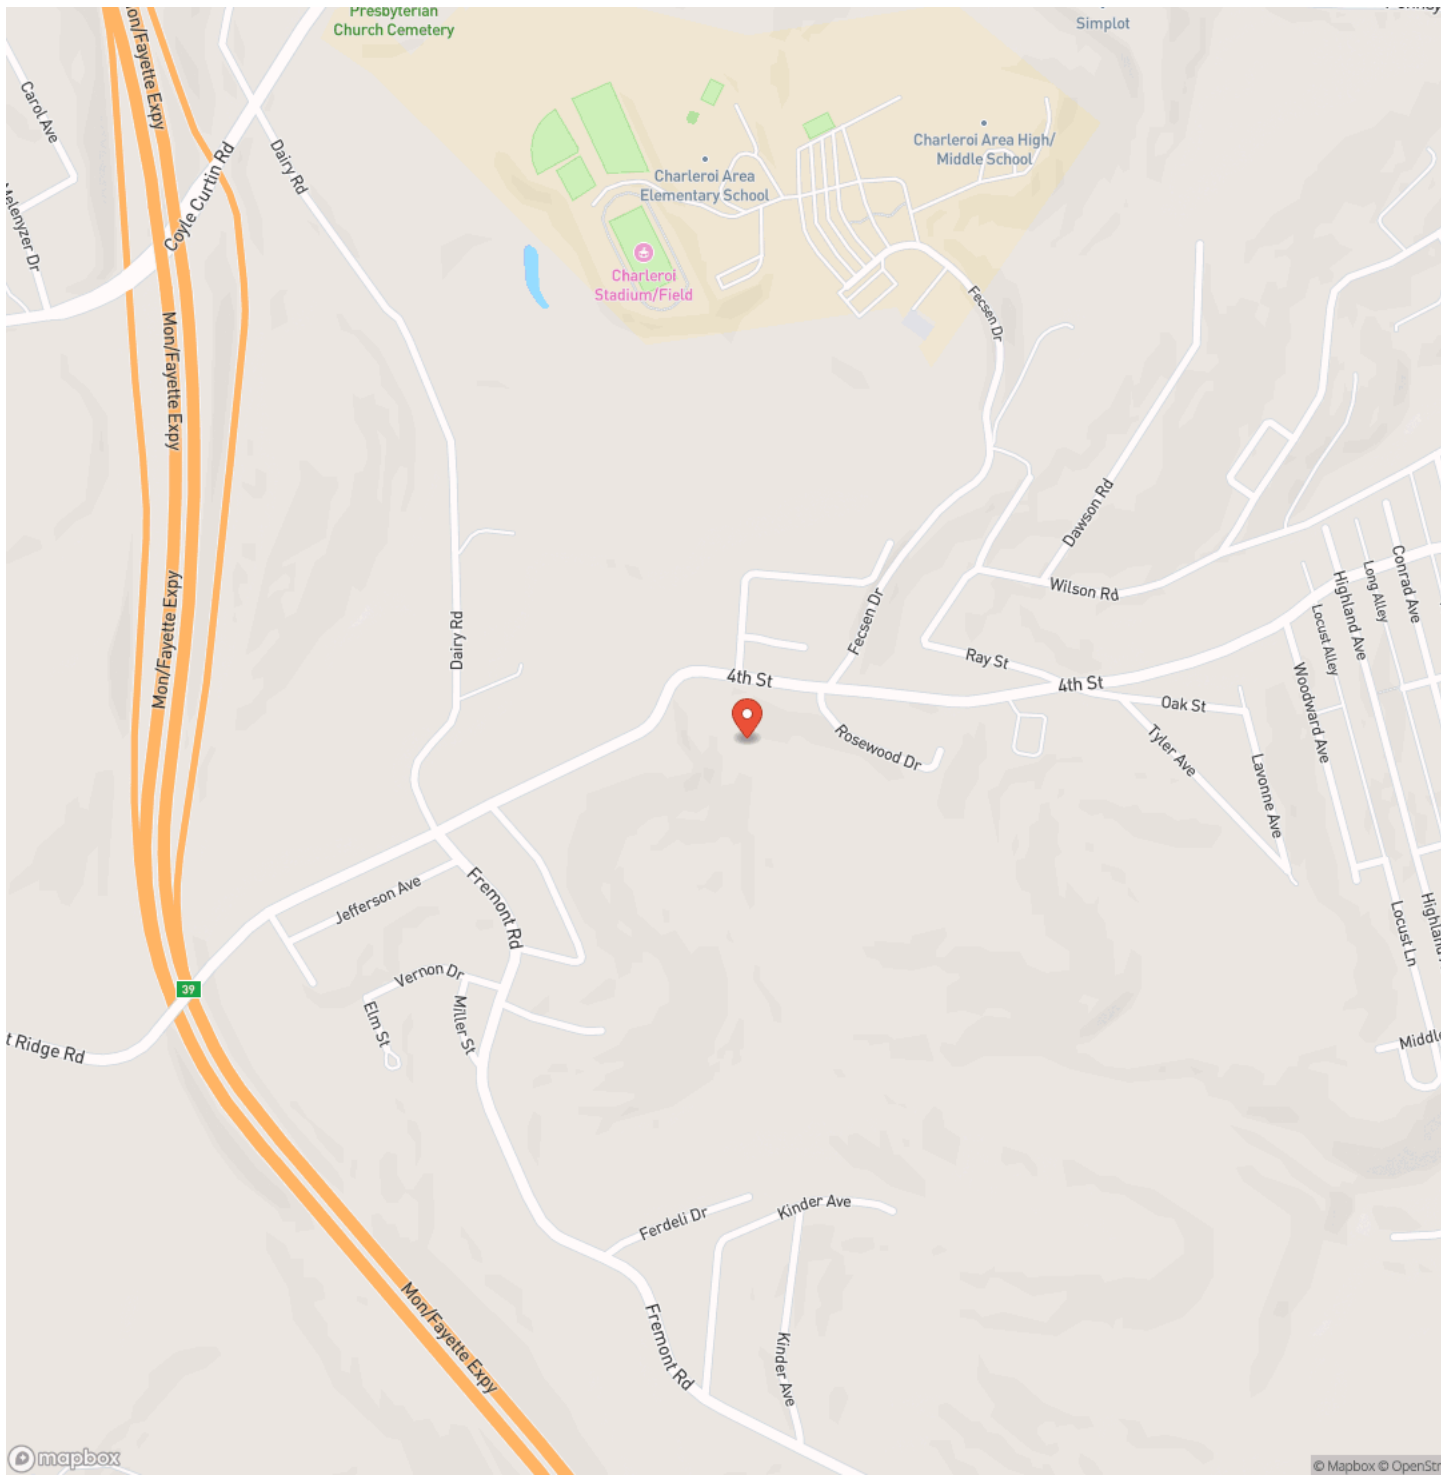 Presbyterian
Church Cemetery
Simplot
Mon/Fayette Expy
Carol Ave
Dairy Rd
Coyle Curtin Rd
Melenyzer Dr
Charleroi Area High/
Middle School
Charleroi Area
Elementary School
Charleroi
Stadium/Field
Fecsen Dr
Mon/Fayette Expy
Dawson Rd
Wilson Rd
Conrad Ave
Long Alley
Highland Ave
Locust Alley
Mon/Fayette Expy
Dairy Rd
Fecsen Dr
Ray St
4th St
4th St
Oak St
Woodward Ave
Rosewood Dr
Tyler Ave
Lavonne Ave
Jefferson Ave
Fremont Rd
Highland
Locust Ln
Vernon Dr
Elm St
Miller St
39
t Ridge Rd
Middle
Ferdeli Dr
Kinder Ave
Mon/Fayette Expy
Fremont Rd
Kinder Ave
mapbox
© Mapbox © OpenStr